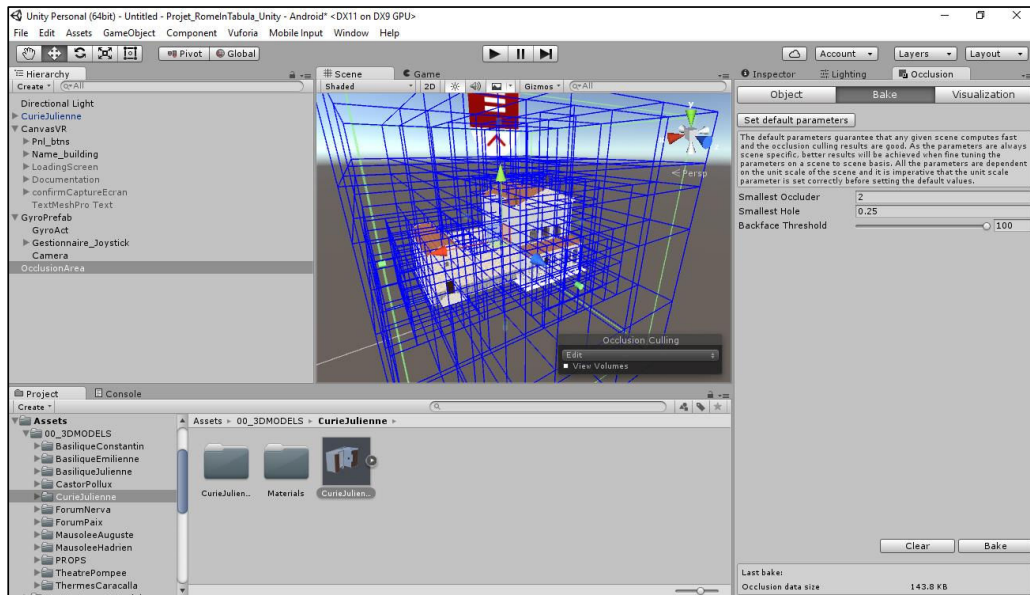 Unity Personal (64bit) - Untitled - Projet_RomeInTabula_Unity - Android* <DX11 on DX9 GPU>
File Edit Assets GameObject Component Vuforia Mobile Input Window Help
Pivot Global Account Layers Layout
Hierarchy
Create All
Directional Light
CurieJulienne
CanvasVR
Pnl_btns
Name_building
LoadingScreen
Documentation
confirmCaptureEcran
TextMeshPro Text
GyroPrefab
GyroAct
Gestionnaire_Joystick
Camera
OcclusionArea
Scene Game
Shaded 2D Gizmos All
y
Persp
Occlusion Culling
Edit
View Volumes
Inspector Lighting Occlusion
Object Bake Visualization
Set default parameters
The default parameters guarantee that any given scene computes fast
and the occlusion culling results are good. As the parameters are always
scene specific, better results will be achieved when fine tuning the
parameters on a scene to scene basis. All the parameters are dependent
on the unit scale of the scene and it is imperative that the unit scale
parameter is set correctly before setting the default values.
Smallest Occluder 2
Smallest Hole 0.25
Backface Threshold 100
Clear Bake
Last bake:
Occlusion data size 143.8 KB
Project Console
Create
Assets
00_3DMODELS
BasiliqueConstantin
BasiliqueEmilienne
BasiliqueJulienne
CastorPollux
CurieJulienne
ForumNerva
ForumPaix
MausoleeAuguste
MausoleeHadrien
PROPS
TheatrePompee
ThermesCaracalla
Assets 00_3DMODELS CurieJulienne
CurieJulien... Materials CurieJulien...